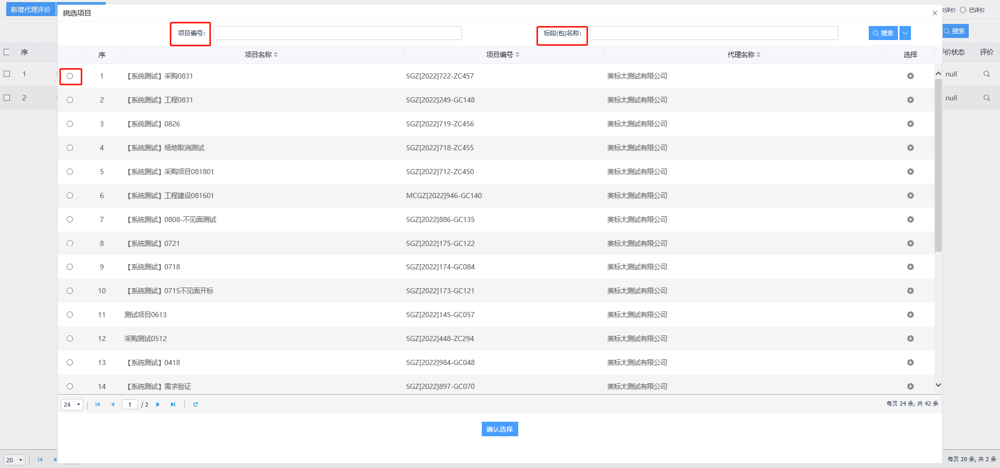 新增代理评价
挑选项目
未评价 已评价
项目编号:
标段(包)名称:
搜索
搜索
序
序 项目名称 项目编号 代理名称 选择
评价状态 评价
1
1 【系统测试】采购0831 SGZ[2022]722-ZC457 美标太测试有限公司
null
2
2 【系统测试】工程0831 SGZ[2022]249-GC148 美标太测试有限公司
null
3 【系统测试】0826 SGZ[2022]719-ZC456 美标太测试有限公司
4 【系统测试】场地取消测试 SGZ[2022]718-ZC455 美标太测试有限公司
5 【系统测试】采购项目081801 SGZ[2022]712-ZC450 美标太测试有限公司
6 【系统测试】工程建设081601 MCGZ[2022]946-GC140 美标太测试有限公司
7 【系统测试】0808-不见面测试 SGZ[2022]886-GC135 美标太测试有限公司
8 【系统测试】0721 SGZ[2022]175-GC122 美标太测试有限公司
9 【系统测试】0718 SGZ[2022]174-GC084 美标太测试有限公司
10 【系统测试】0715不见面开标 SGZ[2022]173-GC121 美标太测试有限公司
11 测试项目0613 SGZ[2022]145-GC057 美标太测试有限公司
12 采购测试0512 SGZ[2022]448-ZC294 美标太测试有限公司
13 【系统测试】0418 SGZ[2022]984-GC048 美标太测试有限公司
14 【系统测试】需求验证 SGZ[2022]897-GC070 美标太测试有限公司
24 1 / 2 每页 24 条, 共 42 条
确认选择
20 每页 20 条, 共 2 条